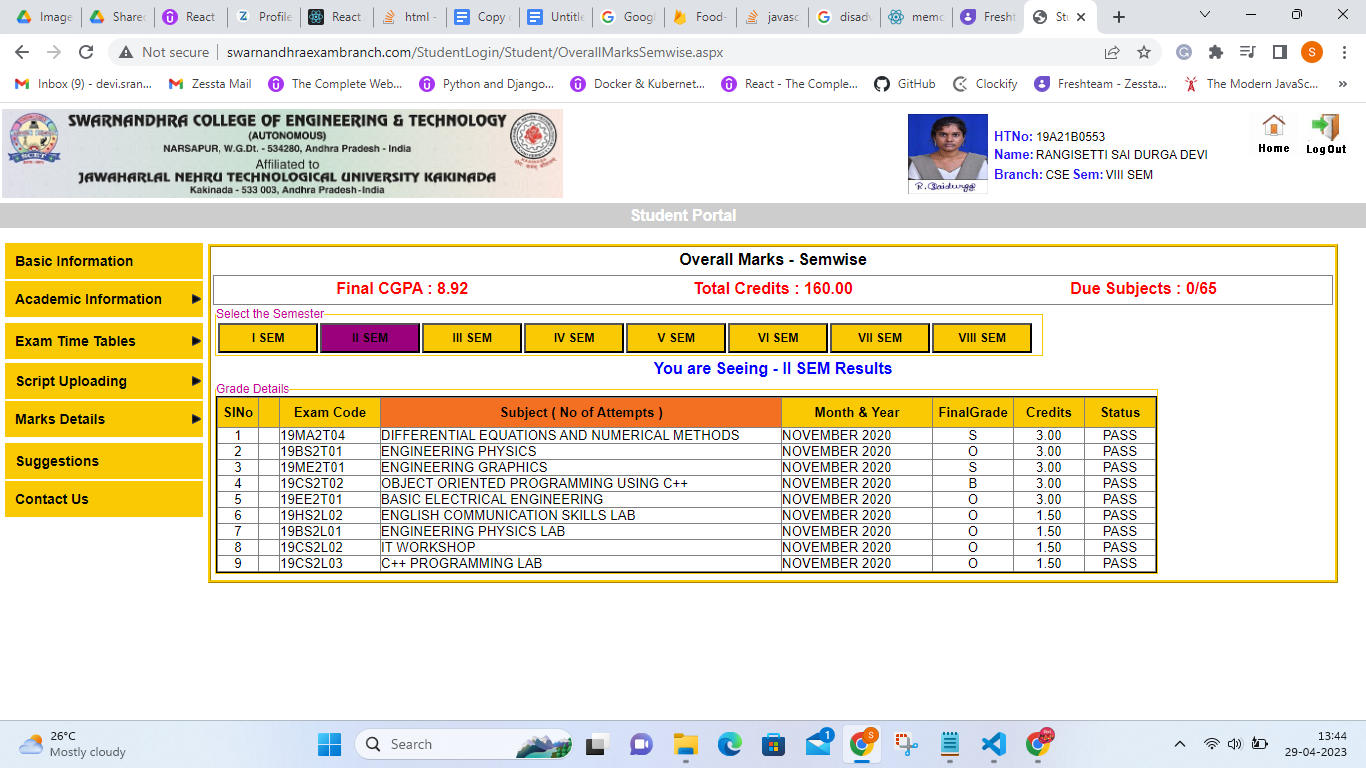 Image
Share
React
Profile
React
html -
Copy
Untitle
Goog
Food-
javasc
disad
memo
Fresht
St
Not secure swarnandhraexambranch.com/StudentLogin/Student/OverallMarksSemwise.aspx
S
Inbox (9) - devi.sran... Zessta Mail The Complete Web... Python and Django... Docker & Kubernet... React - The Comple... GitHub Clockify Freshteam - Zessta... The Modern JavaSc... »
SWARNANDHRA COLLEGE OF ENGINEERING & TECHNOLOGY
(AUTONOMOUS)
NARSAPUR, W.G.Dt. - 534280, Andhra Pradesh - India
Affiliated to
JAWAHARLAL NEHRU TECHNOLOGICAL UNIVERSITY KAKINADA
Kakinada - 533 003, Andhra Pradesh-India
SCET
R. Saidurga
HTNo: 19A21B0553
Name: RANGISETTI SAI DURGA DEVI
Branch: CSE Sem: VIII SEM
Home LogOut
Student Portal
Basic Information
Academic Information
Exam Time Tables
Script Uploading
Marks Details
Suggestions
Contact Us
Overall Marks - Semwise
Final CGPA : 8.92 Total Credits : 160.00 Due Subjects : 0/65
Select the Semester
I SEM II SEM III SEM IV SEM V SEM VI SEM VII SEM VIII SEM
You are Seeing - II SEM Results
Grade Details
SlNo Exam Code Subject ( No of Attempts ) Month & Year FinalGrade Credits Status
1 19MA2T04 DIFFERENTIAL EQUATIONS AND NUMERICAL METHODS NOVEMBER 2020 S 3.00 PASS
2 19BS2T01 ENGINEERING PHYSICS NOVEMBER 2020 O 3.00 PASS
3 19ME2T01 ENGINEERING GRAPHICS NOVEMBER 2020 S 3.00 PASS
4 19CS2T02 OBJECT ORIENTED PROGRAMMING USING C++ NOVEMBER 2020 B 3.00 PASS
5 19EE2T01 BASIC ELECTRICAL ENGINEERING NOVEMBER 2020 O 3.00 PASS
6 19HS2L02 ENGLISH COMMUNICATION SKILLS LAB NOVEMBER 2020 O 1.50 PASS
7 19BS2L01 ENGINEERING PHYSICS LAB NOVEMBER 2020 O 1.50 PASS
8 19CS2L02 IT WORKSHOP NOVEMBER 2020 O 1.50 PASS
9 19CS2L03 C++ PROGRAMMING LAB NOVEMBER 2020 O 1.50 PASS
26°C
Mostly cloudy
Search
1
S
13:44
29-04-2023